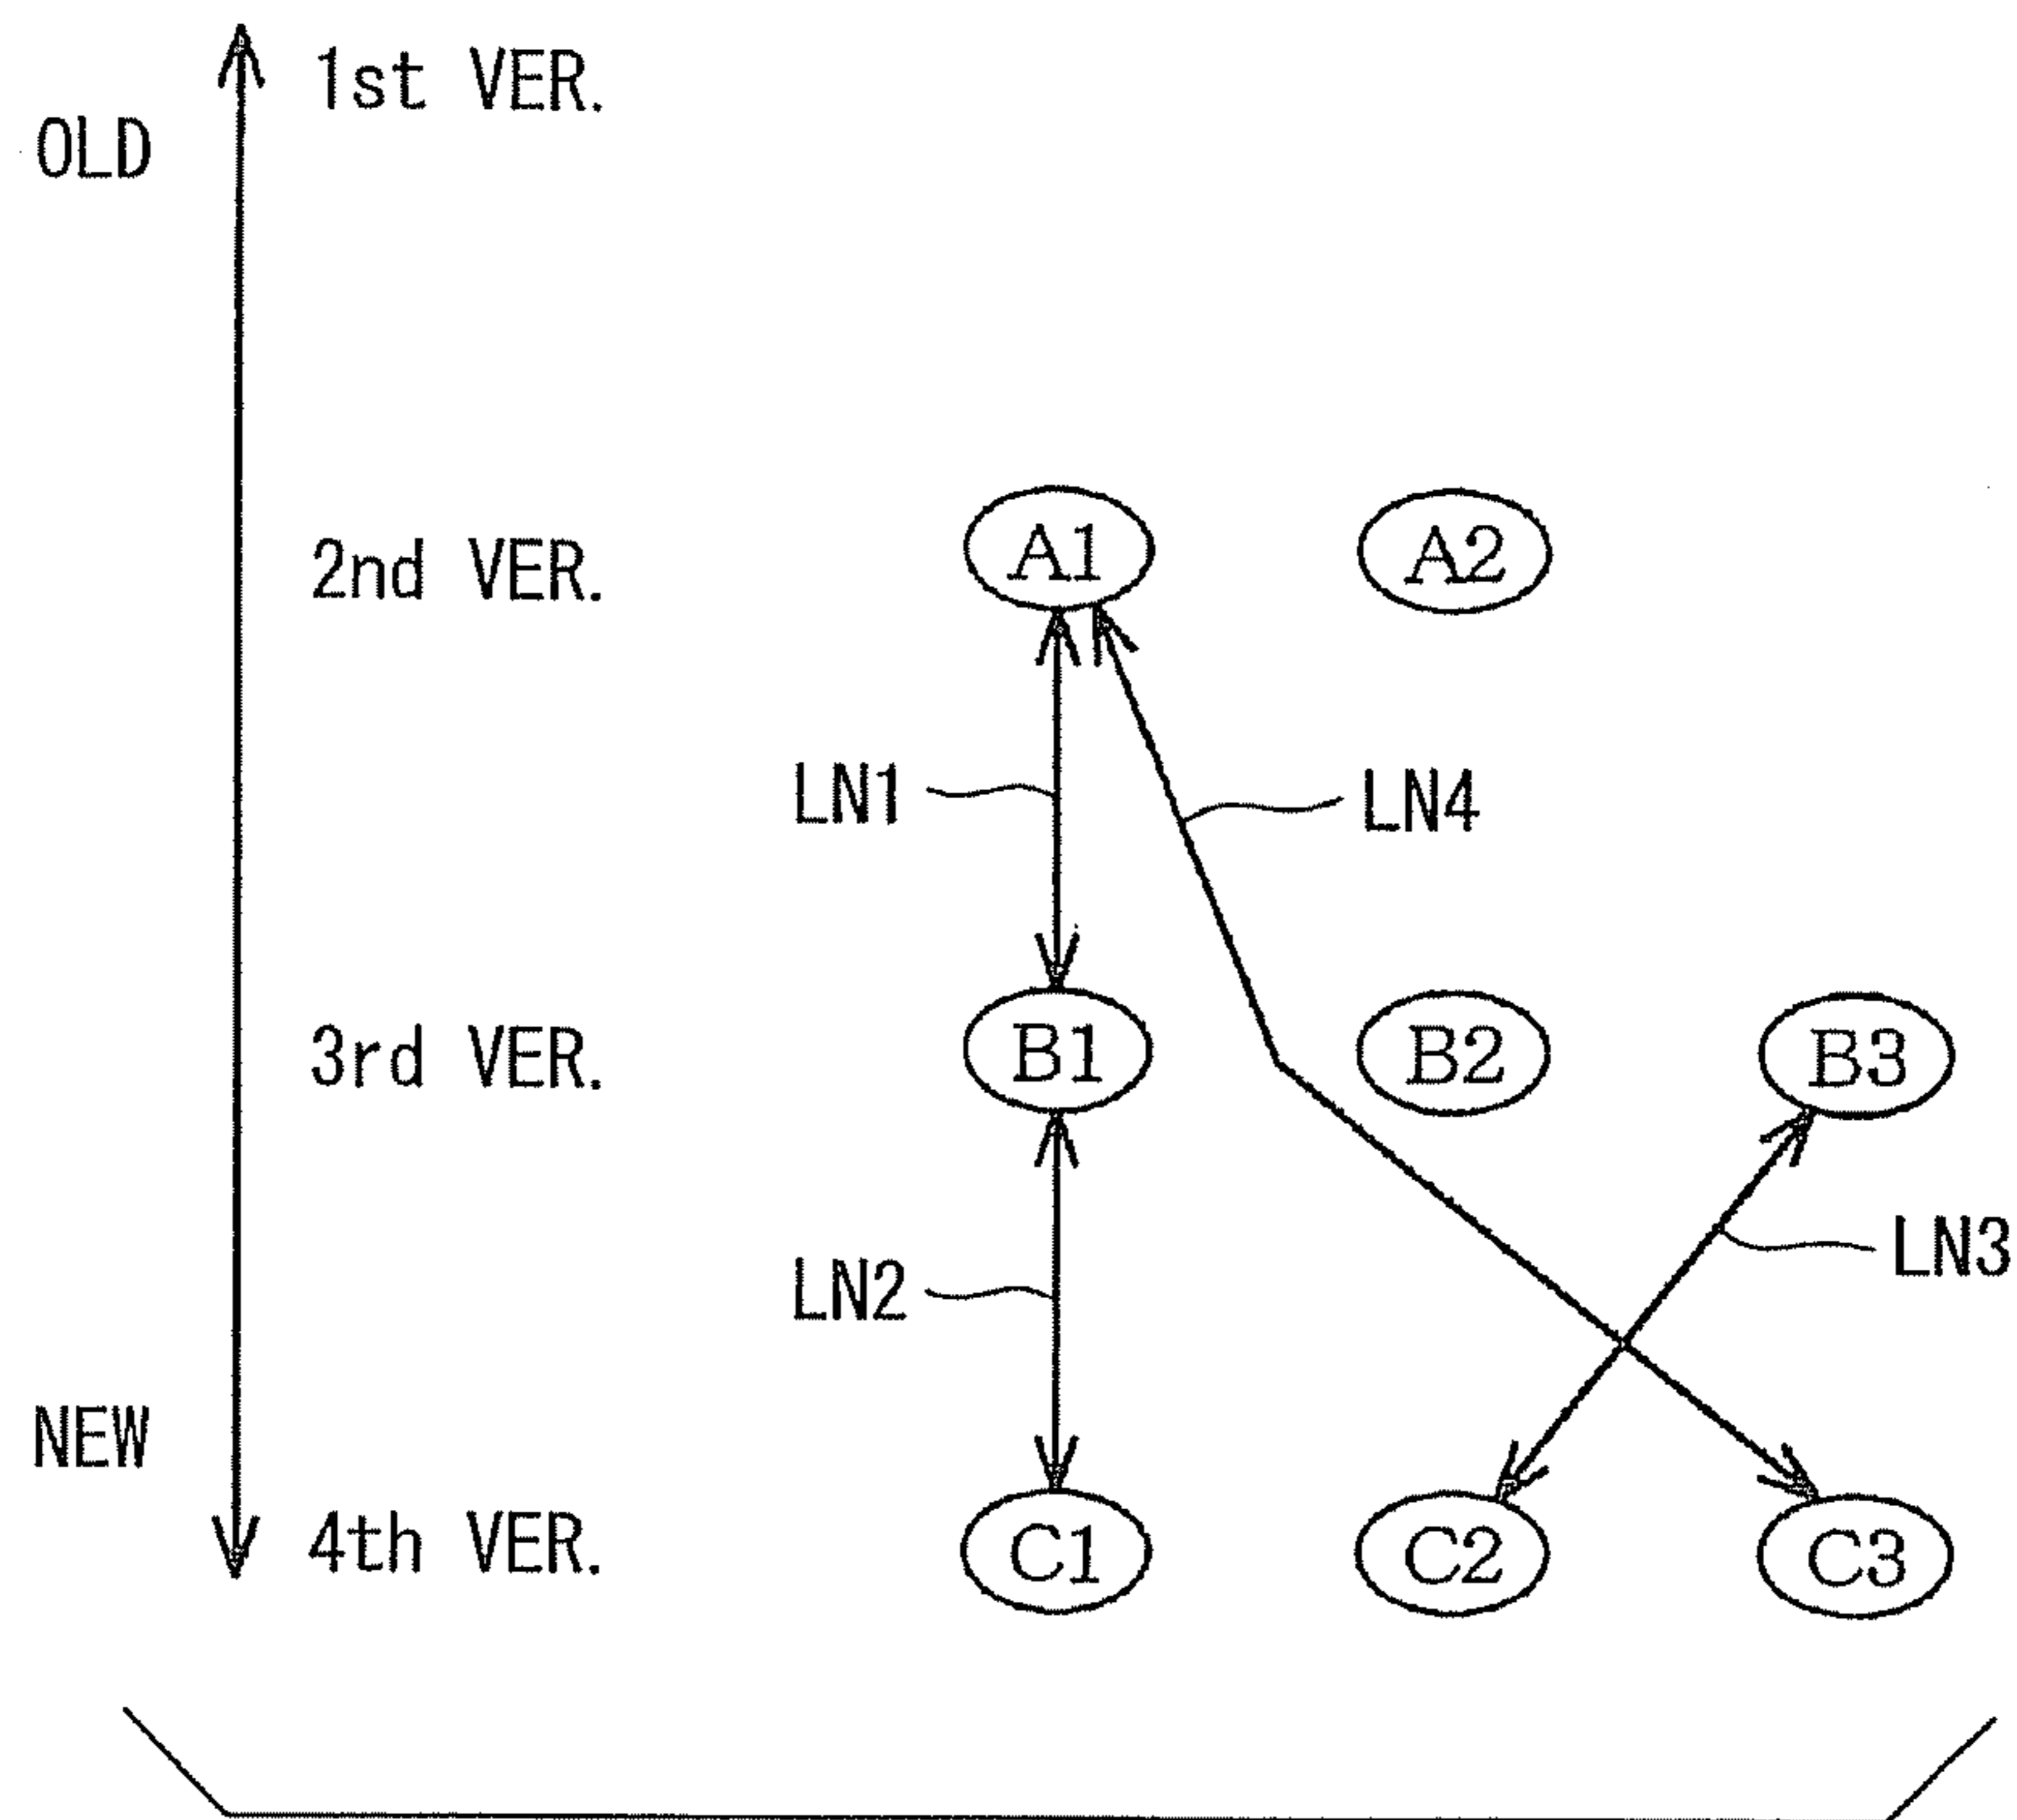 1st VER.
OLD
2nd VER.
A1
A2
LN1
LN4
3rd VER.
B1
B2
B3
LN2
LN3
NEW
4th VER.
C1
C2
C3